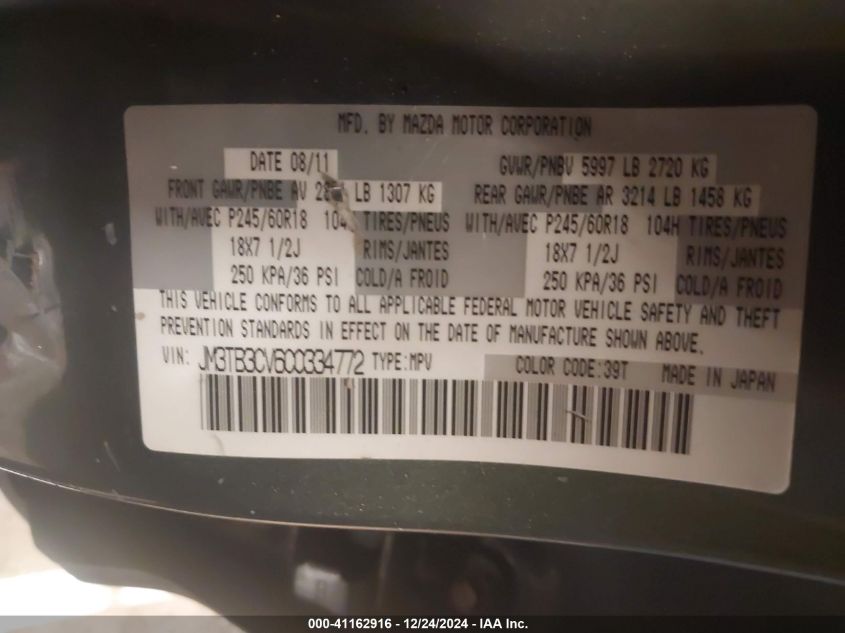 MFD. BY MAZDA MOTOR CORPORATION
DATE 08/11 GVWR/PNBV 5997 LB 2720 KG
FRONT GAWR/PNBE AV LB 1307 KG REAR GAWR/PNBE AR 3214 LB 1458 KG
WITH/AVEC P245/60R18 TIRES/PNEUS WITH/AVEC P245/60R18 104H TIRES/PNEUS
18X7 1/2J RIMS/JANTES 18X7 1/2J RIMS/JANTES
250 KPA/36 PSI COLD/A FROID 250 KPA/36 PSI COLD/A FROID
THIS VEHICLE CONFORMS TO ALL APPLICABLE FEDERAL MOTOR VEHICLE SAFETY AND THEFT
PREVENTION STANDARDS IN EFFECT ON THE DATE OF MANUFACTURE SHOWN ABOVE.
VIN: JM3TB3CV6C0334772 TYPE:MPV COLOR CODE:39T MADE IN JAPAN
000-41162916 - 12/24/2024 - IAA Inc.